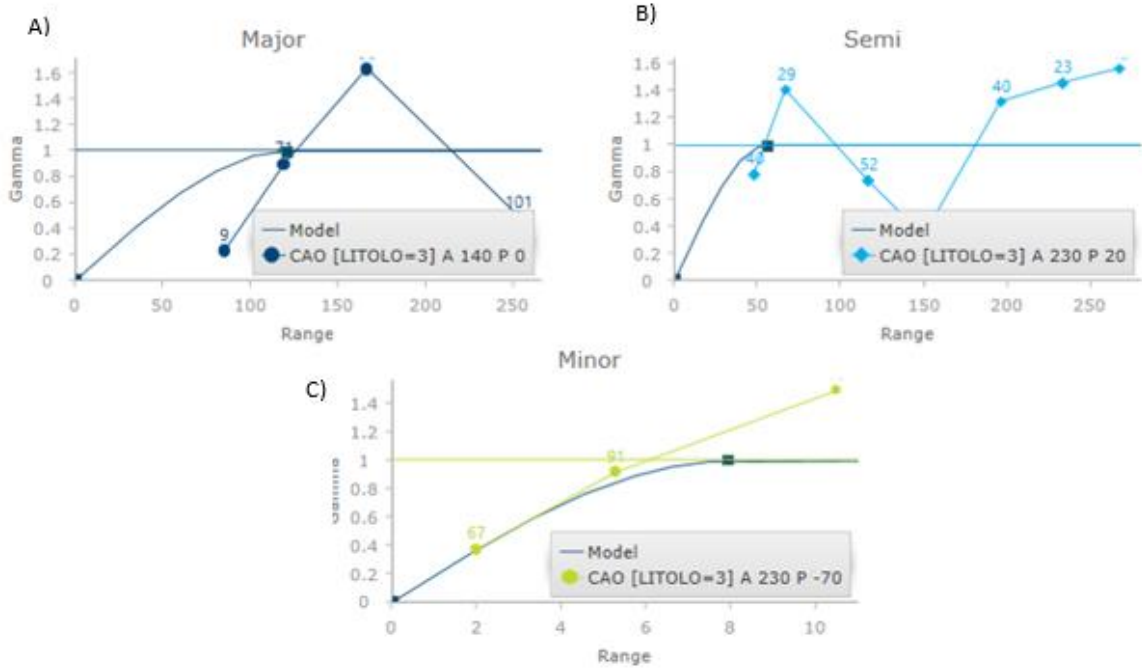 A)
Major
1.6
1.4
1.2
1
0.8
0.6
0.4
0.2
0
Gamma
9
101
Model
CAO [LITOLO=3] A 140 P 0
0 50 100 150 200 250
Range
B)
Semi
1.6
1.4
1.2
1
0.8
0.6
0.4
0.2
0
Gamma
29
52
40
23
Model
CAO [LITOLO=3] A 230 P 20
0 50 100 150 200 250
Range
C)
Minor
1.4
1.2
1
0.8
0.6
0.4
0.2
0
Gamma
67
91
Model
CAO [LITOLO=3] A 230 P -70
0 2 4 6 8 10
Range